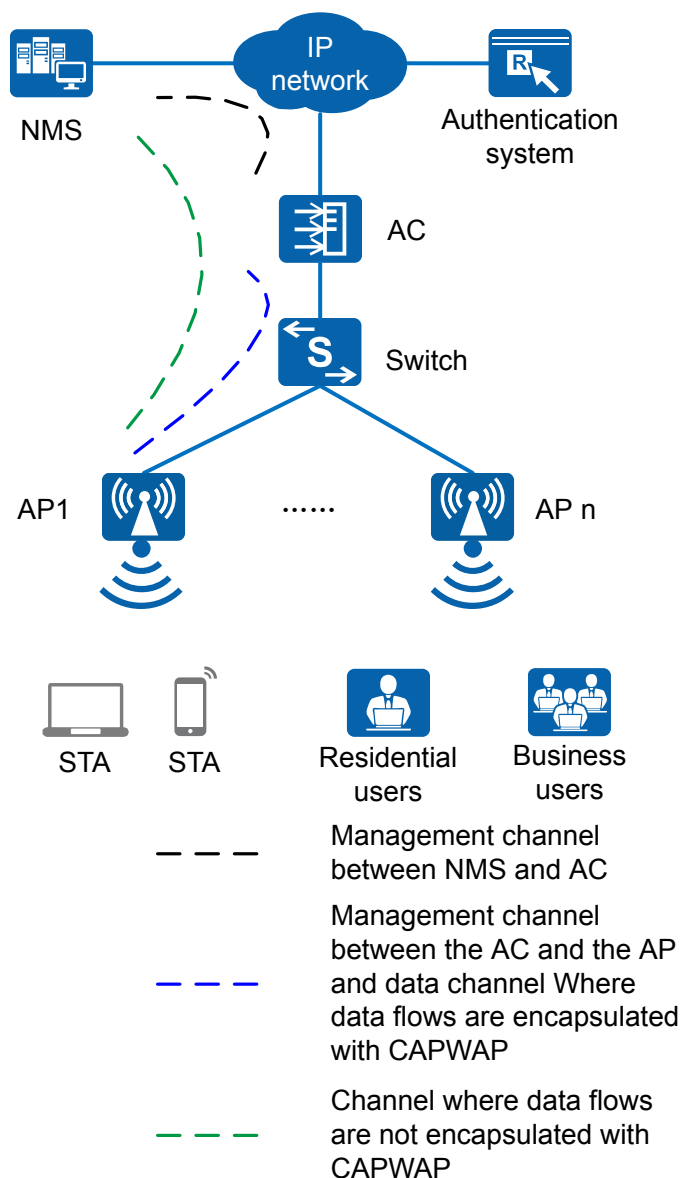 IP
network
NMS
Authentication
system
R
AC
S
Switch
AP1
......
AP n
STA
STA
Residential
users
Business
users
Management channel
between NMS and AC
Management channel
between the AC and the AP
and data channel Where
data flows are encapsulated
with CAPWAP
Channel where data flows
are not encapsulated with
CAPWAP